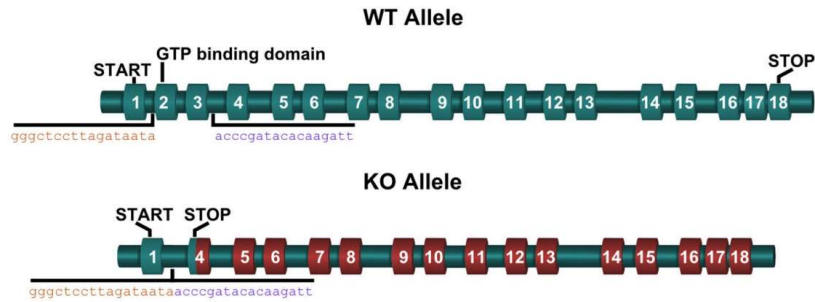 WT Allele
GTP binding domain
START
STOP
1 2 3 4 5 6 7 8 9 10 11 12 13 14 15 16 17 18
gggctccttagataata acccgatacacaagatt
KO Allele
START STOP
1 4 5 6 7 8 9 10 11 12 13 14 15 16 17 18
gggctccttagataataacccgatacacaagatt